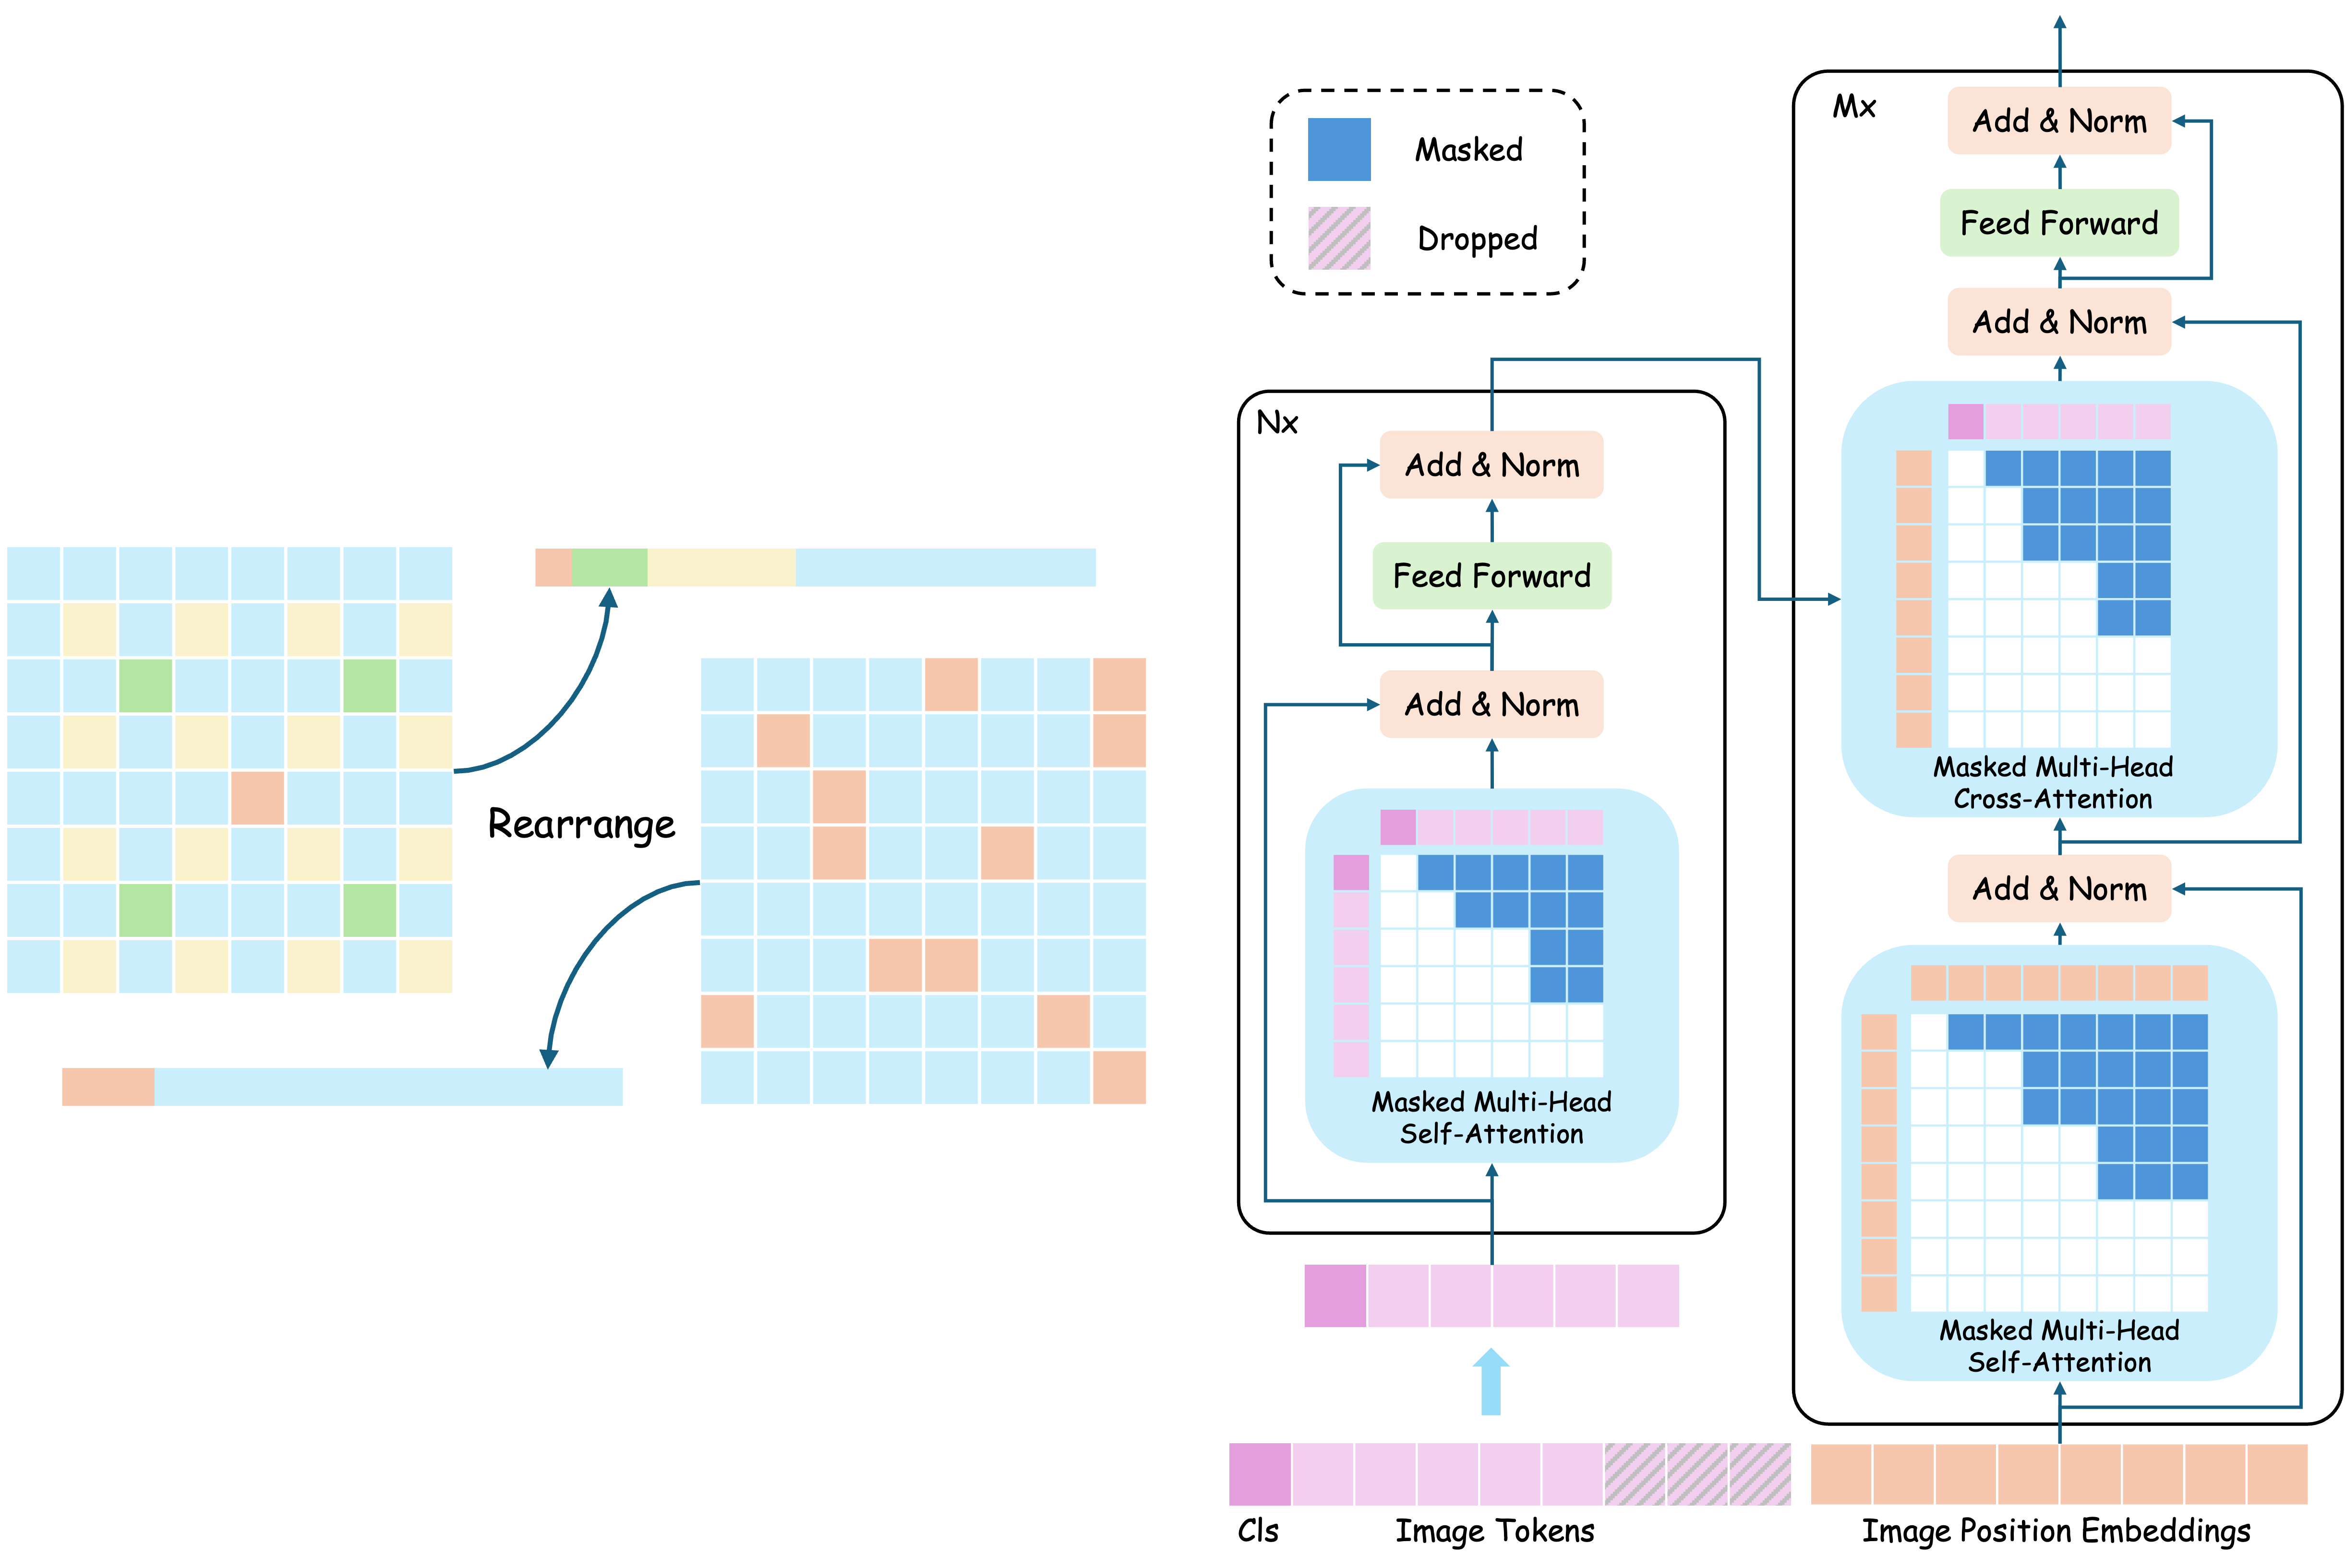 Rearrange
Masked
Dropped
Nx
Add & Norm
Feed Forward
Add & Norm
Masked Multi-Head
Self-Attention
Cls
Image Tokens
Mx
Add & Norm
Feed Forward
Add & Norm
Masked Multi-Head
Cross-Attention
Add & Norm
Masked Multi-Head
Self-Attention
Image Position Embeddings